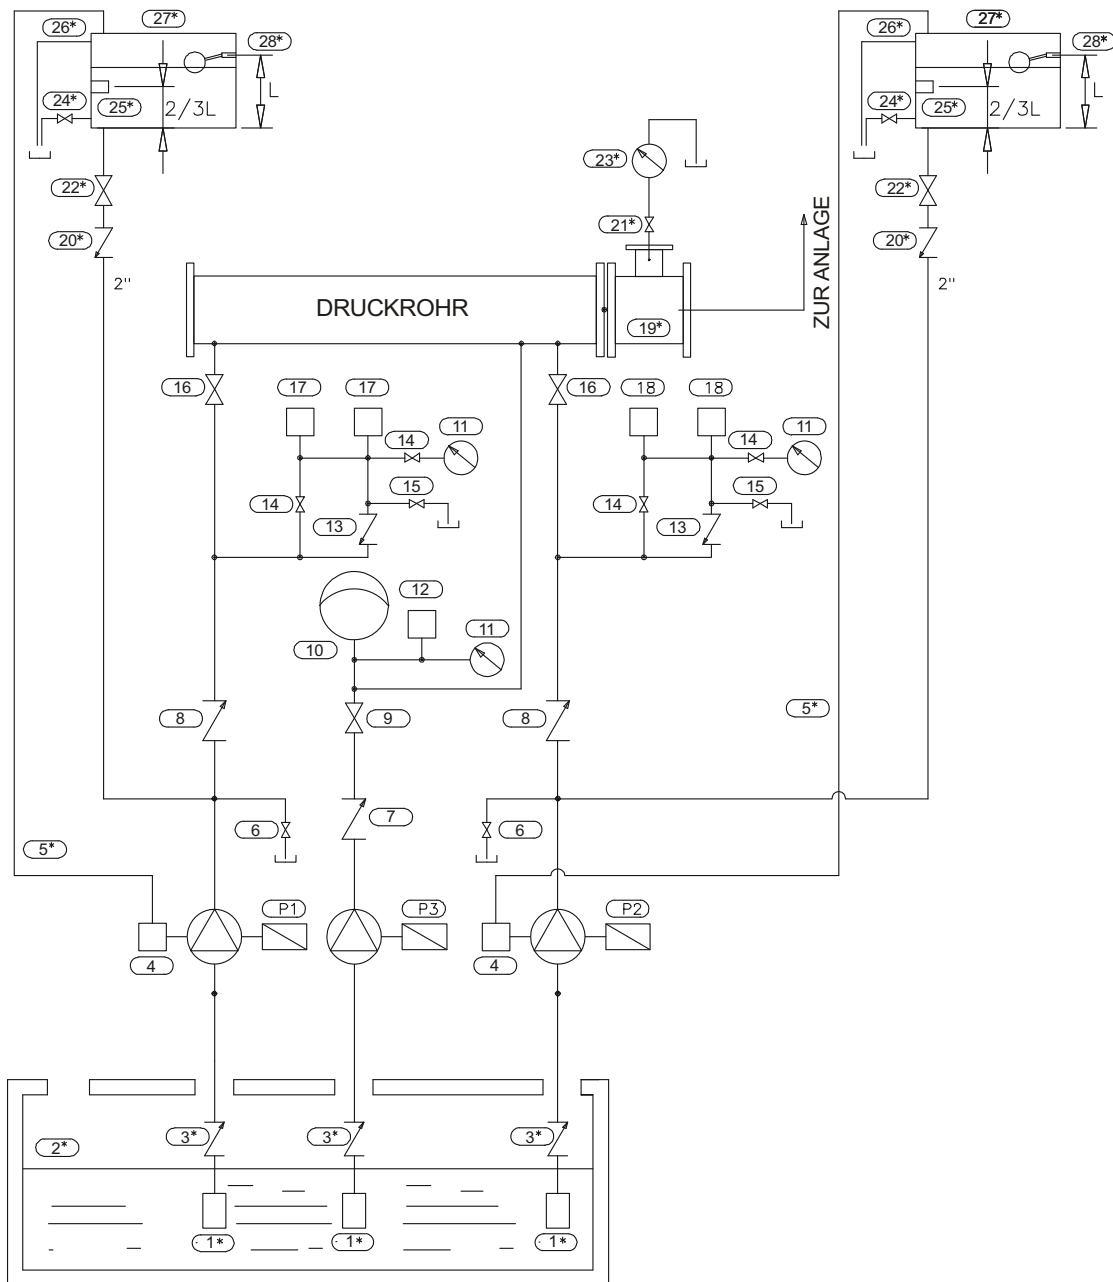 26* 27* 28* 26* 27* 28*
L L
24* 25* 2/3L 24* 25* 2/3L
23*
22* 22*
21*
20* 20*
2" 2"
ZUR ANLAGE
DRUCKROHR
19*
16 17 17 16 18 18
14 11 14 11
15 15
14 14
13 13
12
11
10
5*
8 9 8
7
6 6
5*
P1 P3 P2
4 4
2* 3* 3* 3*
1* 1* 1*